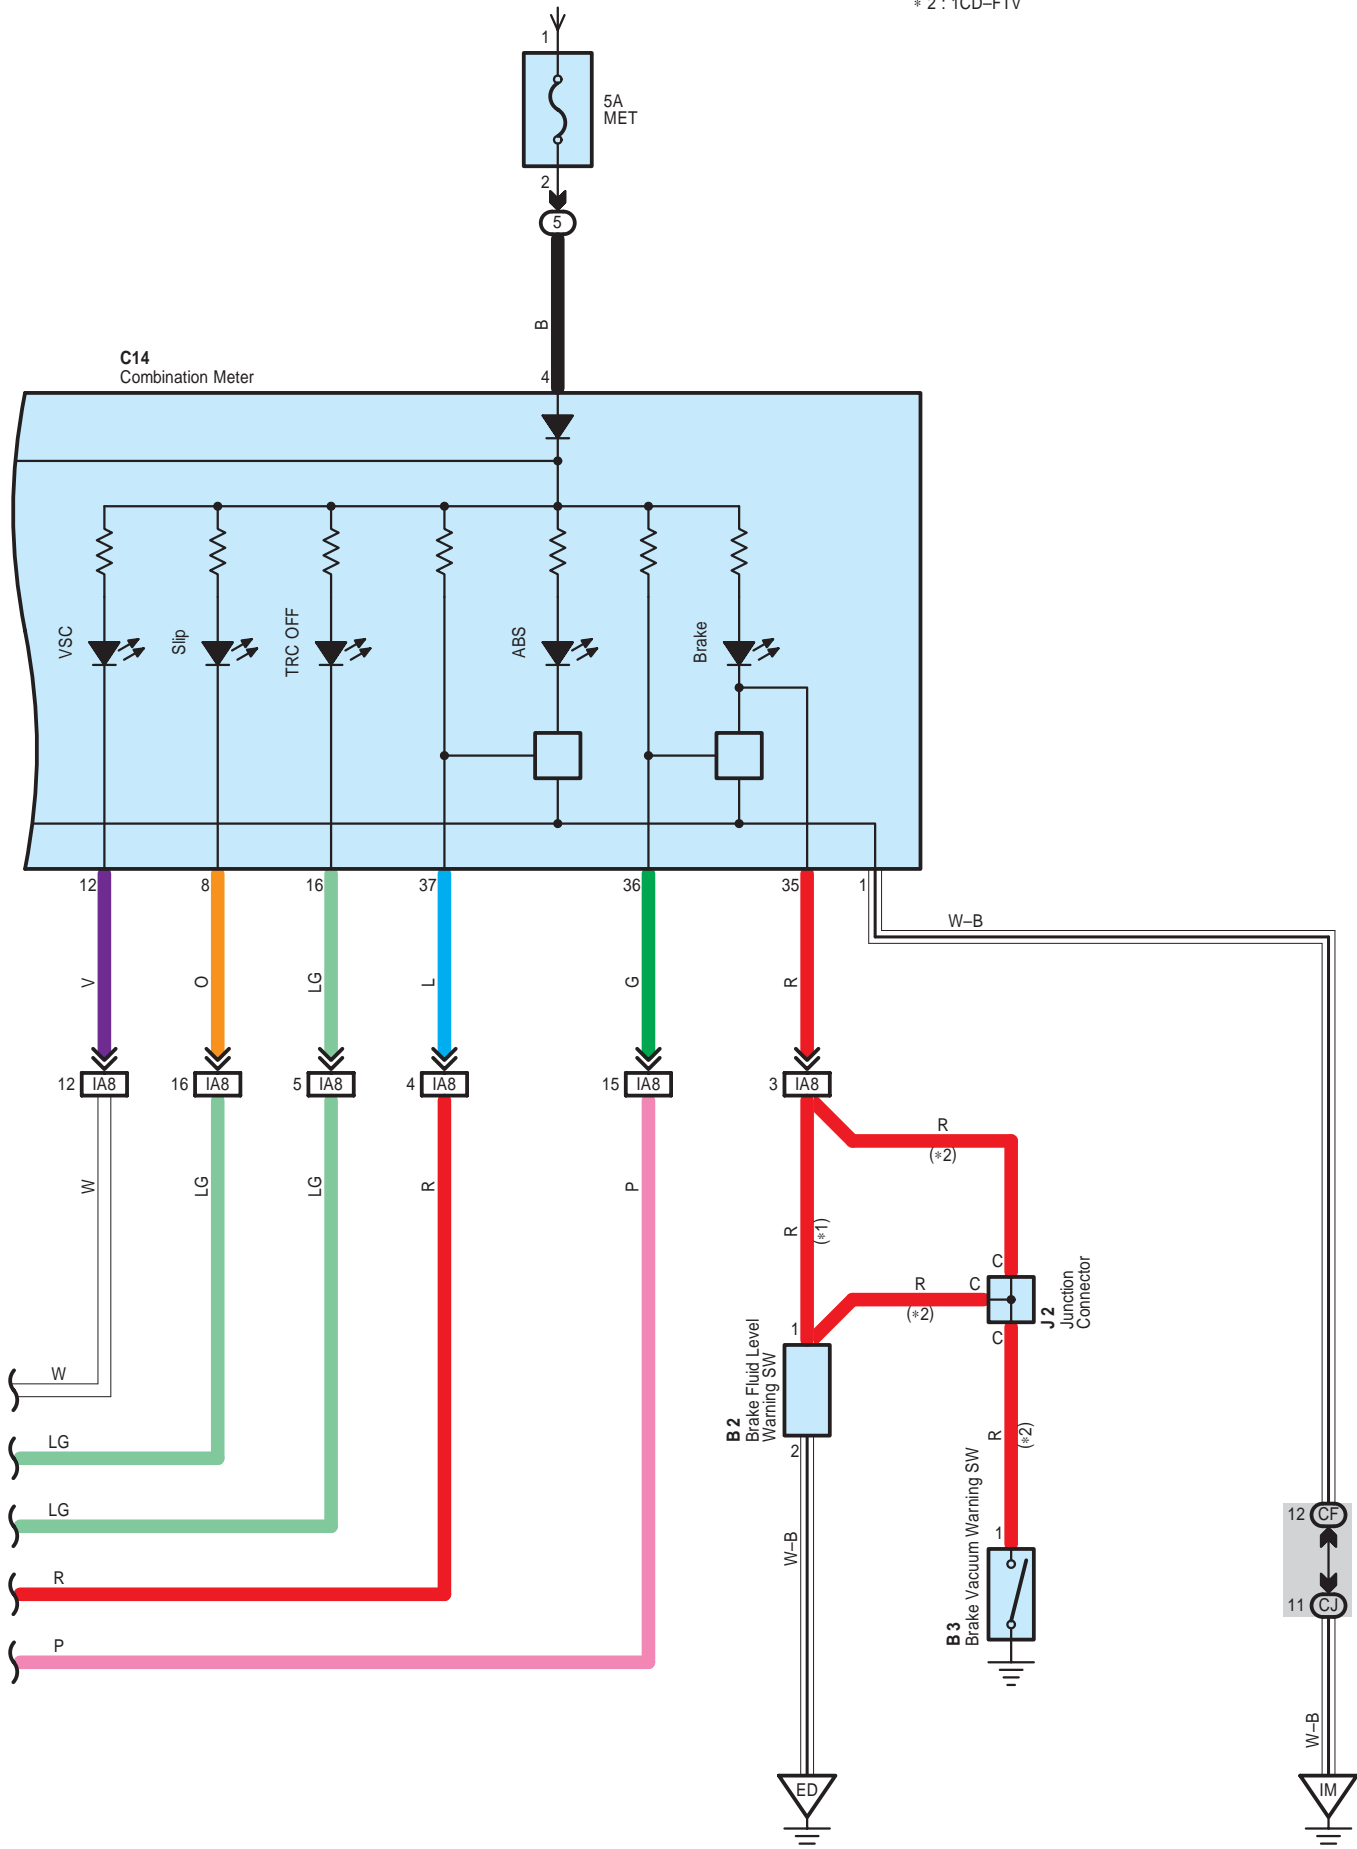 * 2 : 1CD–FTV
1
5A
MET
2
5
B
C14
Combination Meter
4
VSC
Slip
TRC OFF
ABS
Brake
12
8
16
37
36
35
1
W–B
V
O
LG
L
G
R
12 IA8
16 IA8
5 IA8
4 IA8
15 IA8
3 IA8
R
(*2)
W
LG
LG
R
P
R
(*1)
C
C
R
(*2)
C
J 2
Junction
Connector
1
B 2
Brake Fluid Level
Warning SW
2
W
LG
LG
R
P
R
(*2)
1
B 3
Brake Vacuum Warning SW
W–B
12 CF
11 CJ
W–B
ED
IM